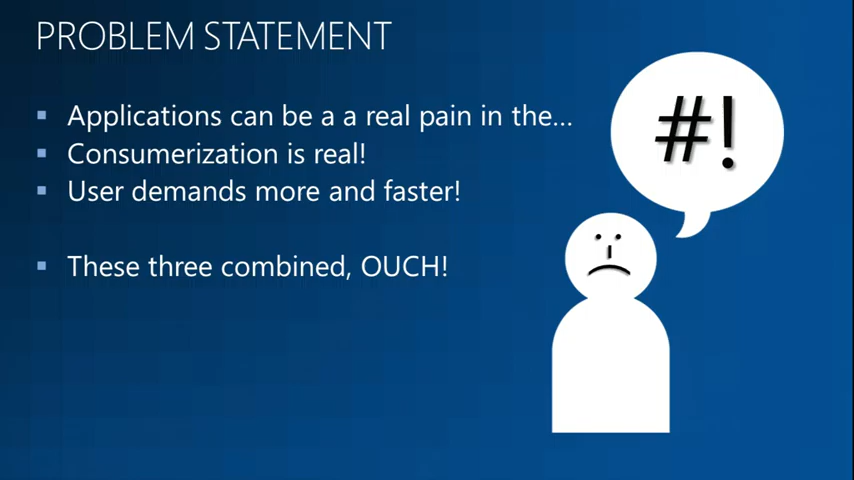 PROBLEM STATEMENT
Applications can be a a real pain in the...
Consumerization is real!
User demands more and faster!
These three combined, OUCH!
#!